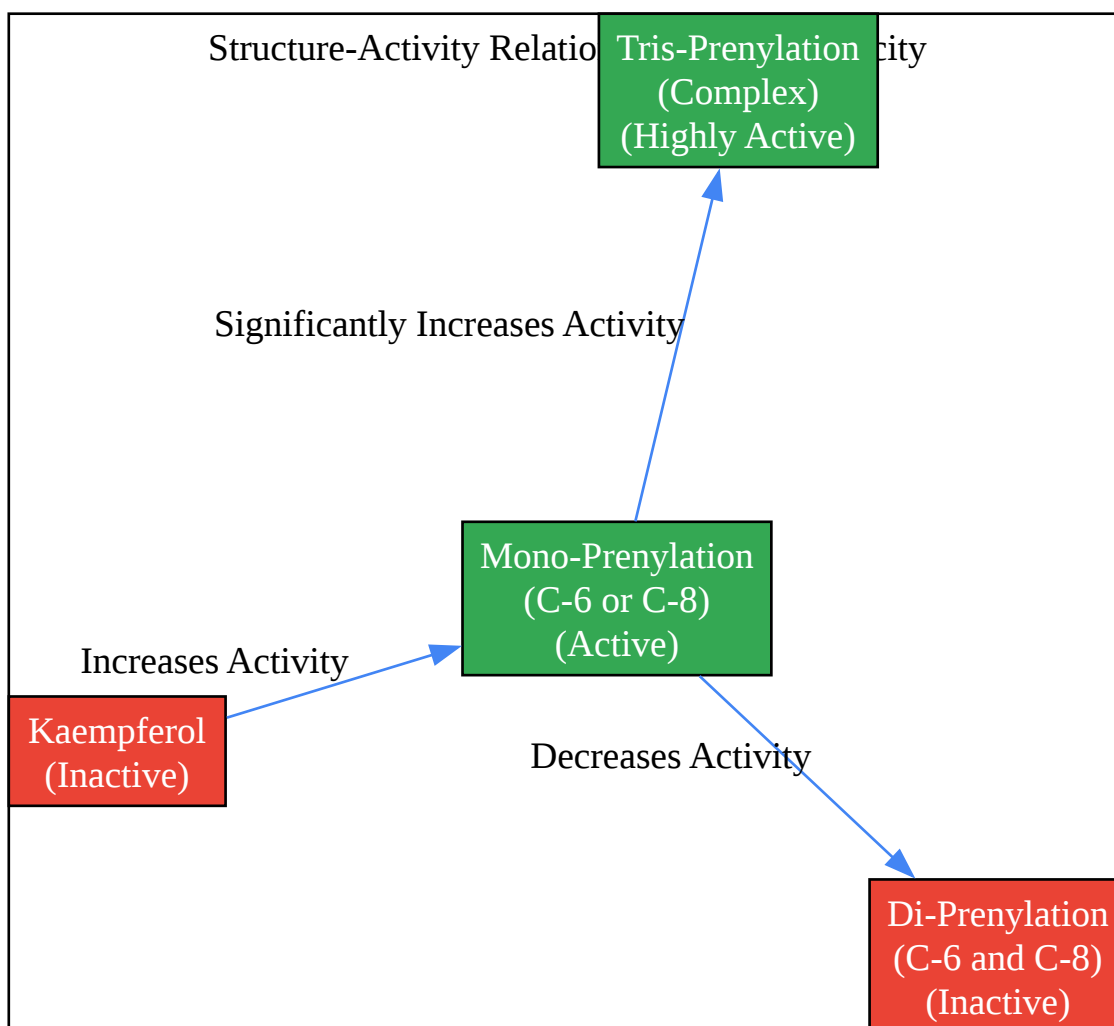 Structure-Activity Relatio
Tris-Prenylation
(Complex)
(Highly Active)
Significantly Increases Activity
Mono-Prenylation
(C-6 or C-8)
(Active)
Increases Activity
Kaempferol
(Inactive)
Decreases Activity
Di-Prenylation
(C-6 and C-8)
(Inactive)